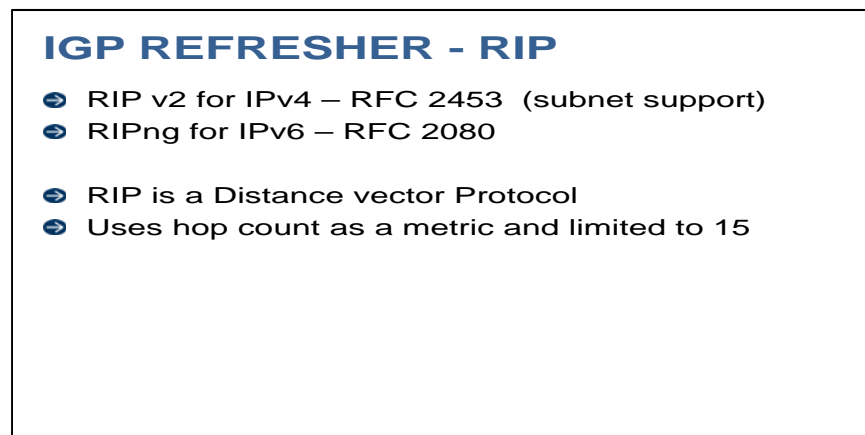 IGP REFRESHER - RIP
RIP v2 for IPv4 – RFC 2453 (subnet support)
RIPng for IPv6 – RFC 2080
RIP is a Distance vector Protocol
Uses hop count as a metric and limited to 15